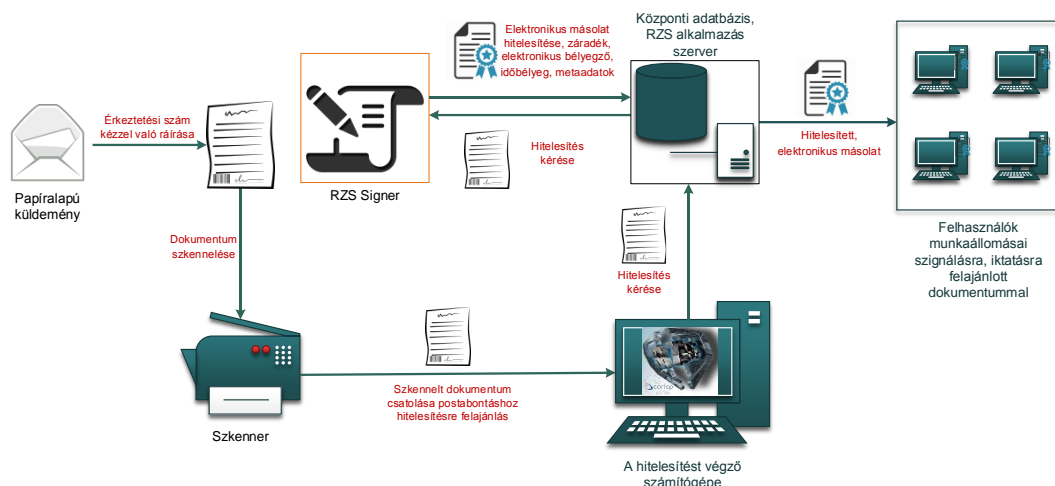 Elektronikus másolat
hitelesítése, záradék,
elektronikus bélyegző,
időbélyeg, metaadatok
Központi adatbázis,
RZS alkalmazás
szerver
Érkeztetési szám
kézzel való ráírása
Hitelesítés
kérése
Hitelesített,
elektronikus másolat
Papíralapú
küldemény
RZS Signer
Dokumentum
szkennelése
Hitelesítés
kérése
Felhasználók
munkaállomásai
szignálásra, iktatásra
felajánlott
dokumentummal
Szkennelt dokumentum
csatolása postabontáshoz
hitelesítésre felajánlás
certop
Szkenner
A hitelesítést végző
számítógépe